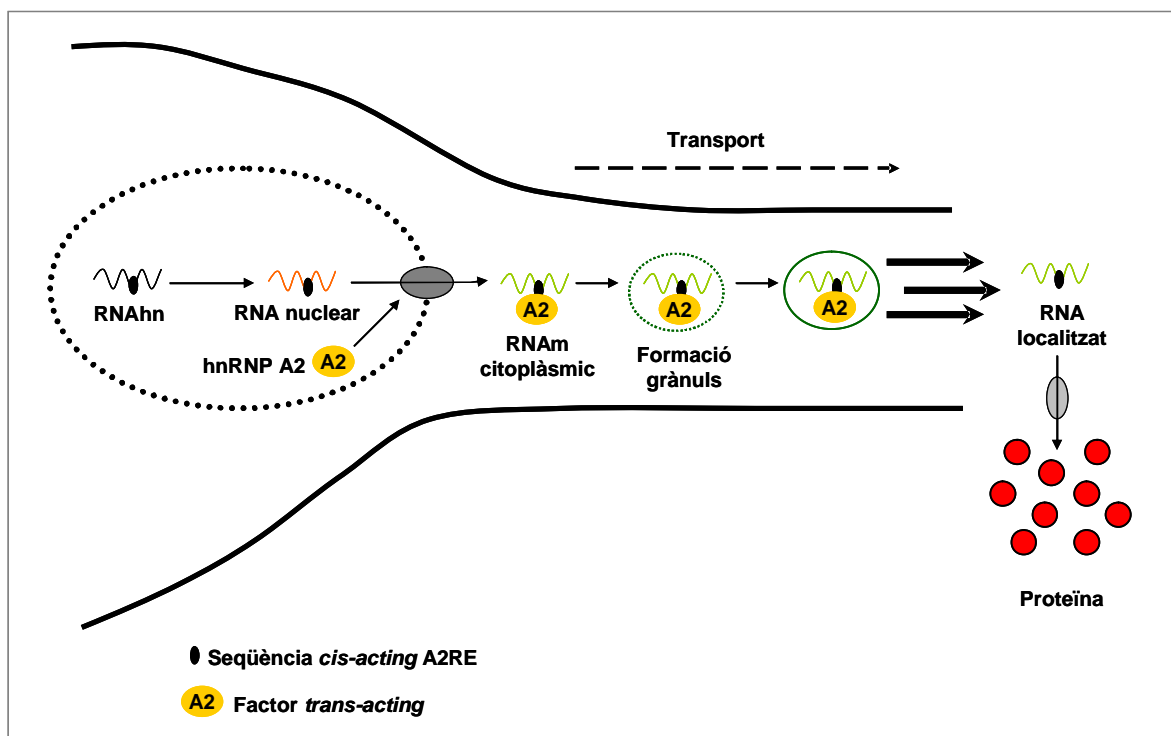 Transport
RNAhn
RNA nuclear
hnRNP A2
A2
A2
RNAm
citoplàsmic
A2
Formació
grànuls
A2
RNA
localitzat
Proteïna
Seqüència cis-acting A2RE
A2
Factor trans-acting